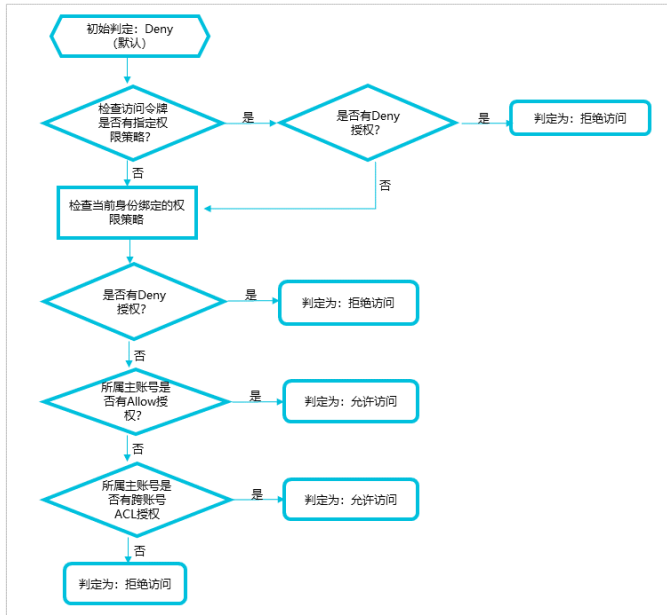 初始判定：Deny
（默认）
检查访问令牌
是否有指定权
限策略？
是
是否有Deny
授权？
是
判定为：拒绝访问
否
否
检查当前身份绑定的权
限策略
是否有Deny
授权？
是
判定为：拒绝访问
否
所属主账号是
否有Allow授
权？
是
判定为：允许访问
否
所属主账号是
否有跨账号
ACL授权
是
判定为：允许访问
否
判定为：拒绝访问